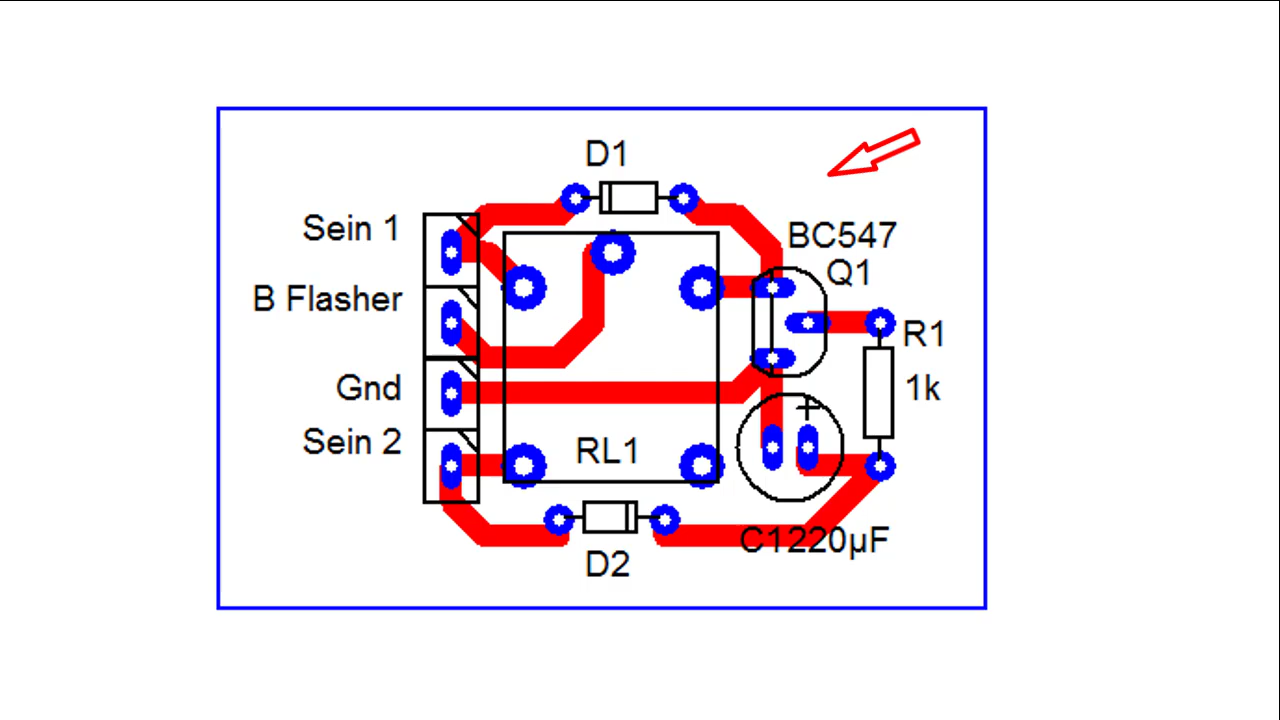 D1
Sein 1
BC547
Q1
B Flasher
R1
Gnd
1k
+
Sein 2
RL1
C1220µF
D2